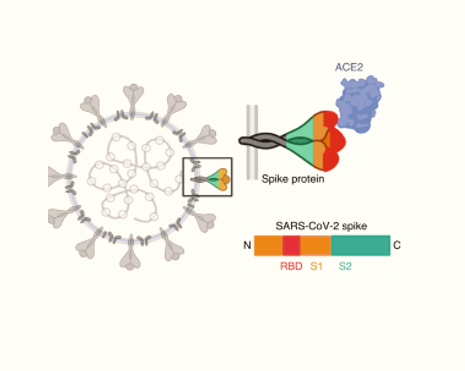 ACE2
Spike protein
SARS-CoV-2 spike
N C
RBD S1 S2